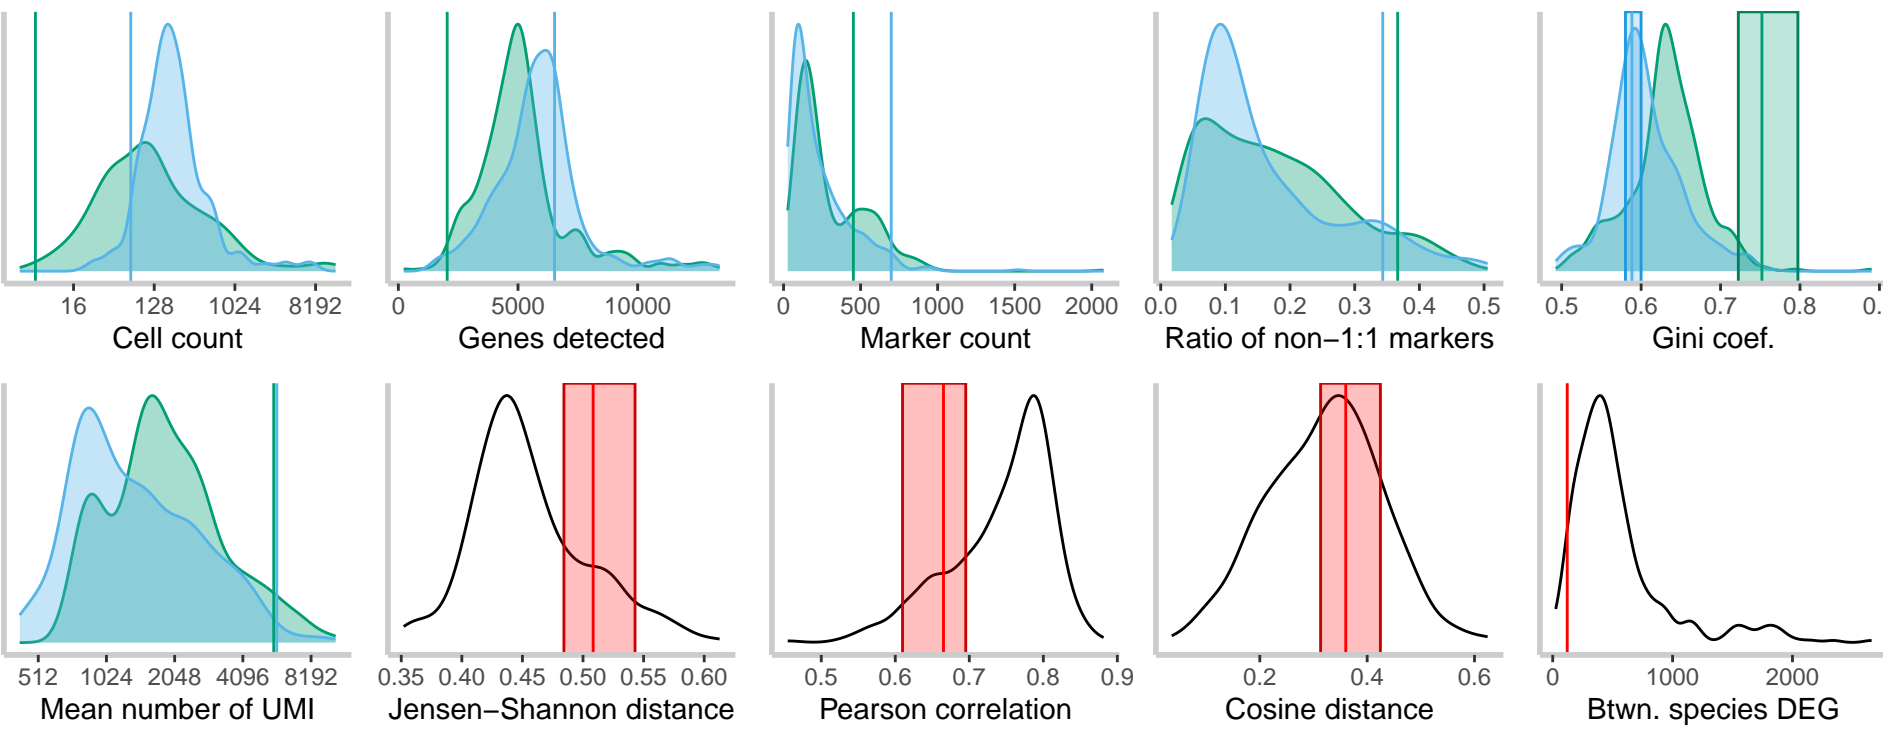 16 128 1024 8192
Cell count
0 5000 10000
Genes detected
0 500 1000 1500 2000
Marker count
0.0 0.1 0.2 0.3 0.4 0.5
Ratio of non−1:1 markers
0.5 0.6 0.7 0.8 0.
Gini coef.
512 1024 2048 4096 8192
Mean number of UMI
0.35 0.40 0.45 0.50 0.55 0.60
Jensen−Shannon distance
0.5 0.6 0.7 0.8 0.9
Pearson correlation
0.2 0.4 0.6
Cosine distance
0 1000 2000
Btwn. species DEG